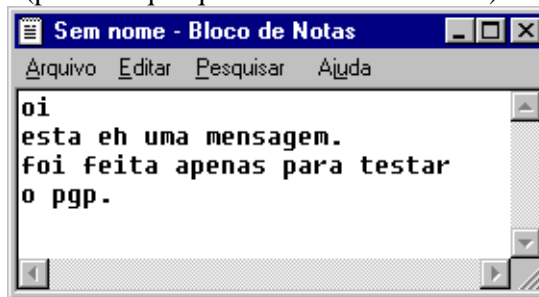 Sem nome - Bloco de Notas
Arquivo Editar Pesquisar Ajuda
oi
esta eh uma mensagem.
foi feita apenas para testar
o pgp.